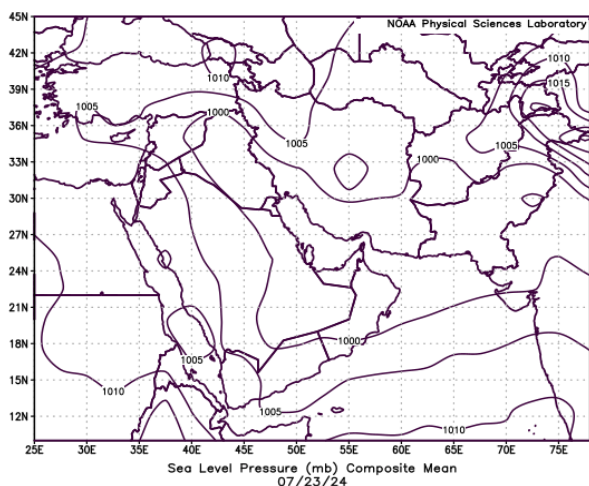 NOAA Physical Sciences Laboratory
45N
42N
39N
36N
33N
30N
27N
24N
21N
18N
15N
12N
1010
1010
1015
1005
1000
1005
1005
1000
1000
1005
1010
1005
1010
25E 30E 35E 40E 45E 50E 55E 60E 65E 70E 75E
Sea Level Pressure (mb) Composite Mean
07/23/24